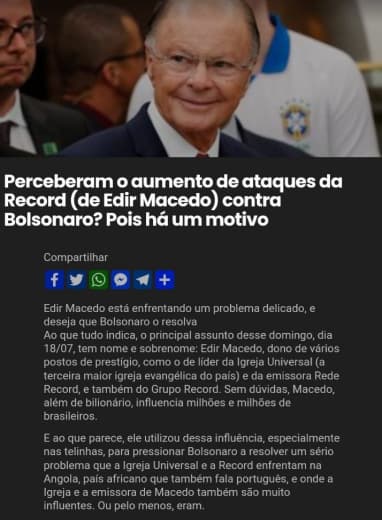 Perceberam o aumento de ataques da
Record (de Edir Macedo) contra
Bolsonaro? Pois há um motivo
Compartilhar
Edir Macedo está enfrentando um problema delicado, e
deseja que Bolsonaro o resolva
Ao que tudo indica, o principal assunto desse domingo, dia
18/07, tem nome e sobrenome: Edir Macedo, dono de vários
postos de prestígio, como o de líder da Igreja Universal (a
terceira maior igreja evangélica do país) e da emissora Rede
Record, e também do Grupo Record. Sem dúvidas, Macedo,
além de bilionário, influencia milhões e milhões de
brasileiros.
E ao que parece, ele utilizou dessa influência, especialmente
nas telinhas, para pressionar Bolsonaro a resolver um sério
problema que a Igreja Universal e a Record enfrentam na
Angola, país africano que também fala português, e onde a
Igreja e a emissora de Macedo também são muito
influentes. Ou pelo menos, eram.